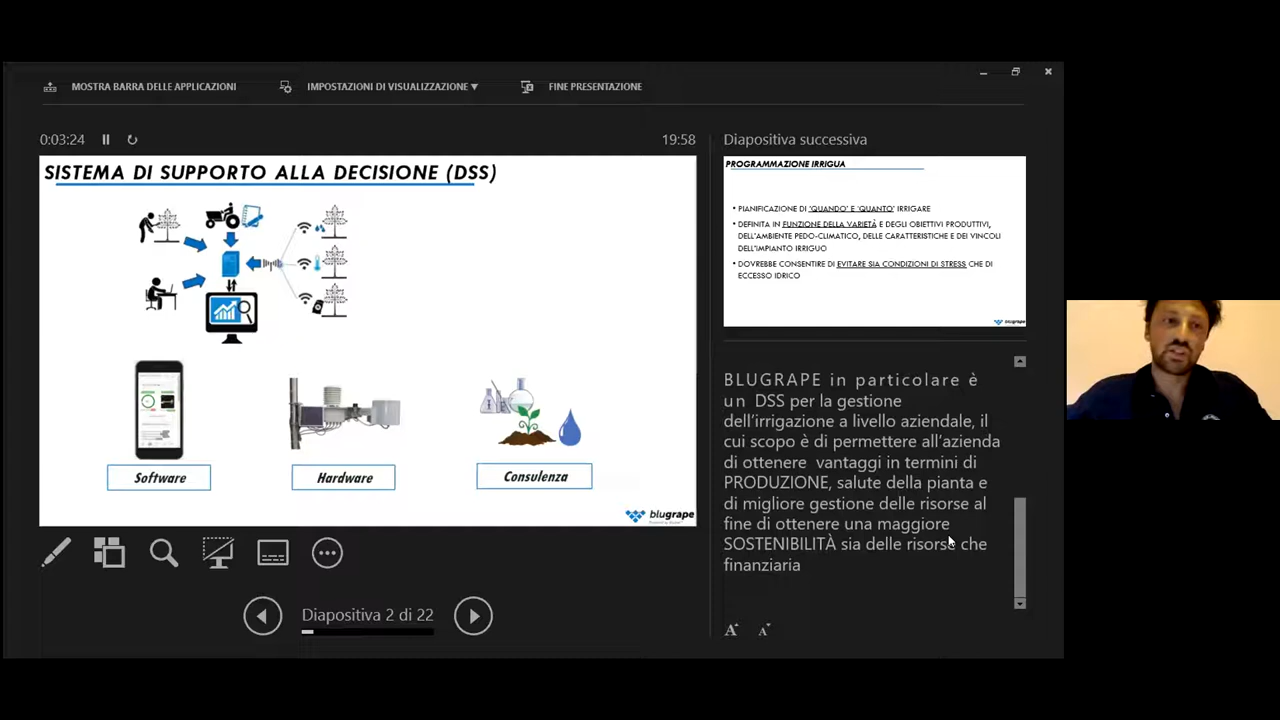 MOSTRA BARRA DELLE APPLICAZIONI
IMPOSTAZIONI DI VISUALIZZAZIONE ▼
FINE PRESENTAZIONE
0:03:24
19:58
SISTEMA DI SUPPORTO ALLA DECISIONE (DSS)
Software
Hardware
Consulenza
blugrape
Diapositiva 2 di 22
Diapositiva successiva
PROGRAMMAZIONE IRRIGUA
• PIANIFICAZIONE DI 'QUANDO' E 'QUANTO' IRRIGARE
• DEFINITA IN FUNZIONE DELLA VARIETÀ E DEGLI OBIETTIVI PRODUTTIVI,
DELL'AMBIENTE PEDO-CLIMATICO, DELLE CARATTERISTICHE E DEI VINCOLI
DELL'IMPIANTO IRRIGUO
• DOVREBBE CONSENTIRE DI EVITARE SIA CONDIZIONI DI STRESS CHE DI
ECCESSO IDRICO
blugrape
BLUGRAPE in particolare è
un DSS per la gestione
dell'irrigazione a livello aziendale, il
cui scopo è di permettere all'azienda
di ottenere vantaggi in termini di
PRODUZIONE, salute della pianta e
di migliore gestione delle risorse al
fine di ottenere una maggiore
SOSTENIBILITÀ sia delle risorse che
finanziaria
A A